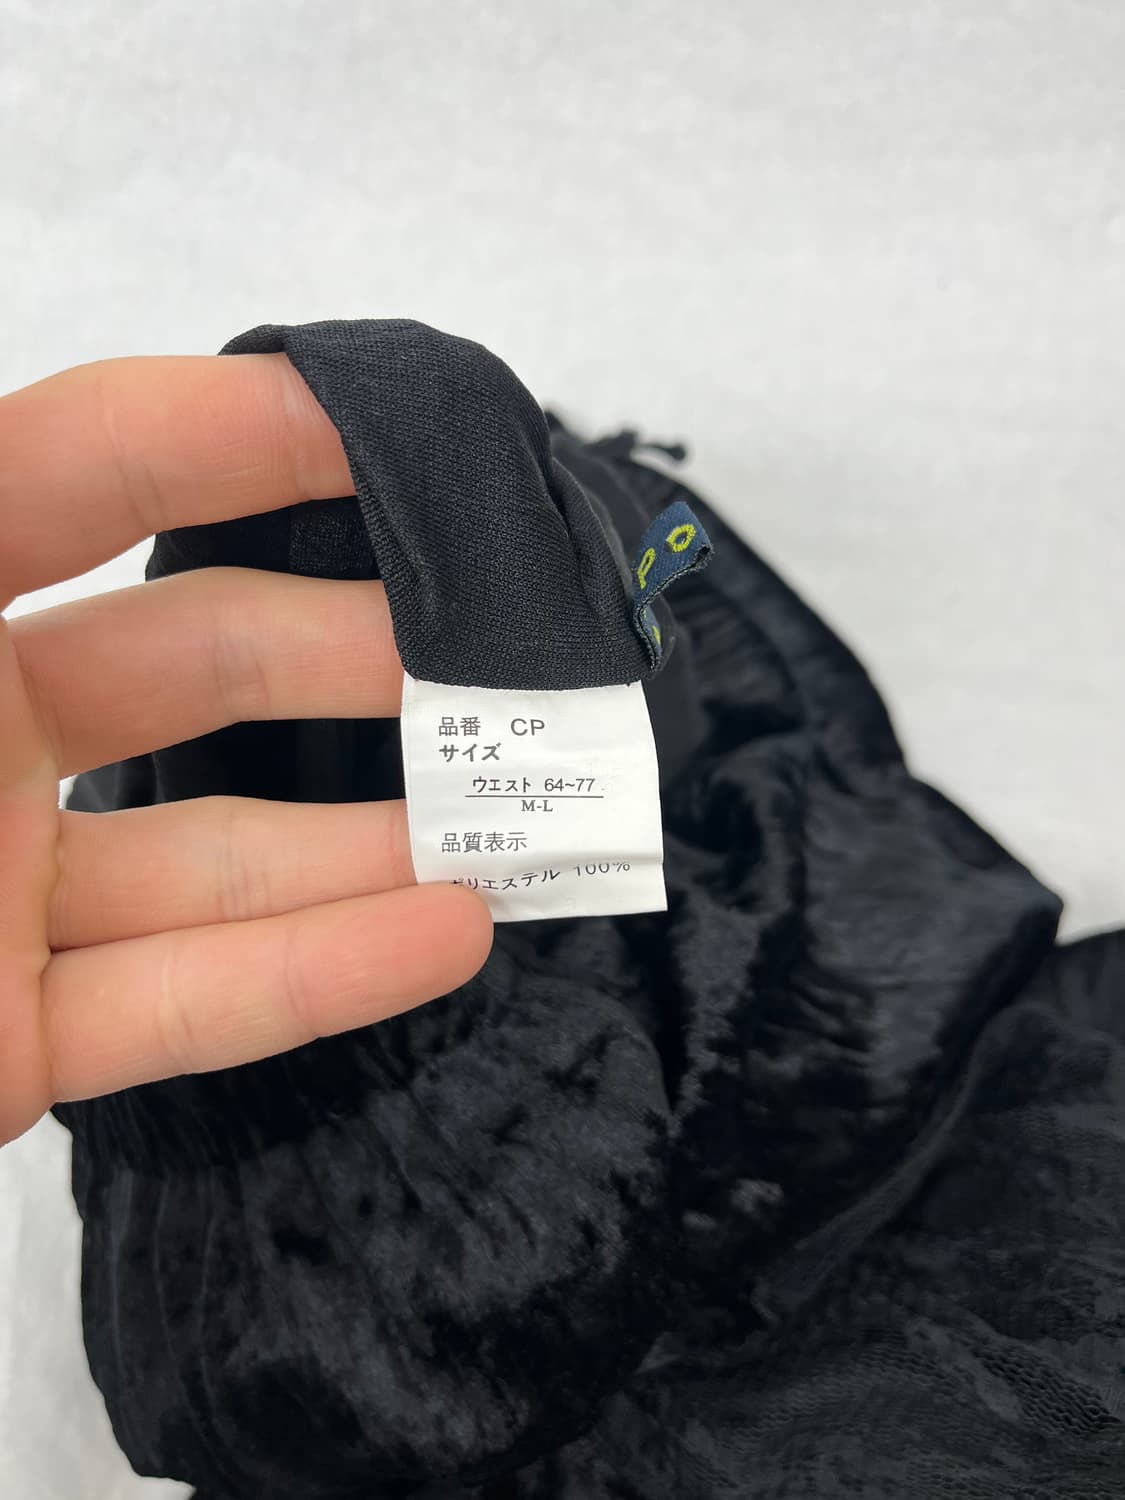 PO
品番 CP
サイズ
ウエスト 64~77
M-L
品質表示
ポリエステル 100%